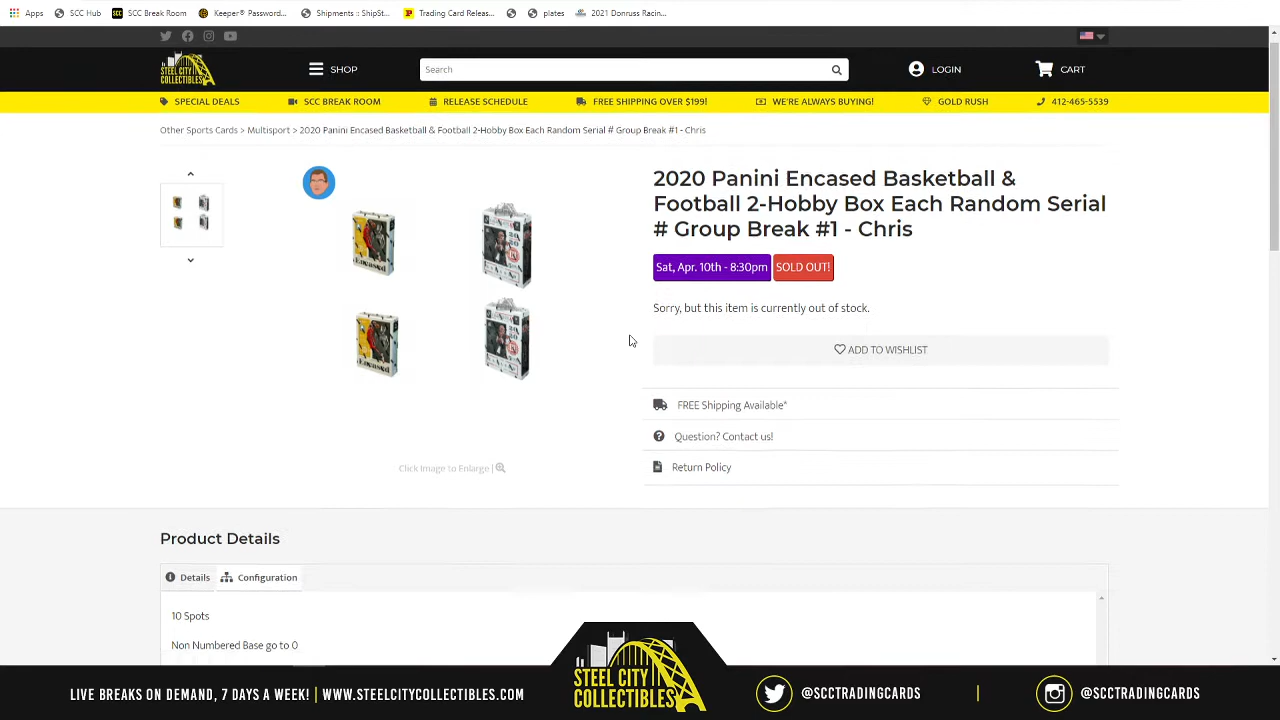 Apps SCC Hub SCC Break Room Keeper® Password... Shipments :: ShipSt... Trading Card Releas... plates 2021 Donruss Racin...
STEEL CITY
COLLECTIBLES
SHOP
Search
LOGIN
CART
SPECIAL DEALS SCC BREAK ROOM RELEASE SCHEDULE FREE SHIPPING OVER $199! WE'RE ALWAYS BUYING! GOLD RUSH 412-465-5539
Other Sports Cards > Multisport > 2020 Panini Encased Basketball & Football 2-Hobby Box Each Random Serial # Group Break #1 - Chris
2020 Panini Encased Basketball &
Football 2-Hobby Box Each Random Serial
# Group Break #1 - Chris
Sat, Apr. 10th - 8:30pm SOLD OUT!
Sorry, but this item is currently out of stock.
ADD TO WISHLIST
FREE Shipping Available*
Question? Contact us!
Return Policy
Click Image to Enlarge |
Product Details
Details Configuration
10 Spots
Non Numbered Base go to 0
LIVE BREAKS ON DEMAND, 7 DAYS A WEEK! | WWW.STEELCITYCOLLECTIBLES.COM
STEEL CITY
COLLECTIBLES
@SCCTRADINGCARDS | @SCCTRADINGCARDS